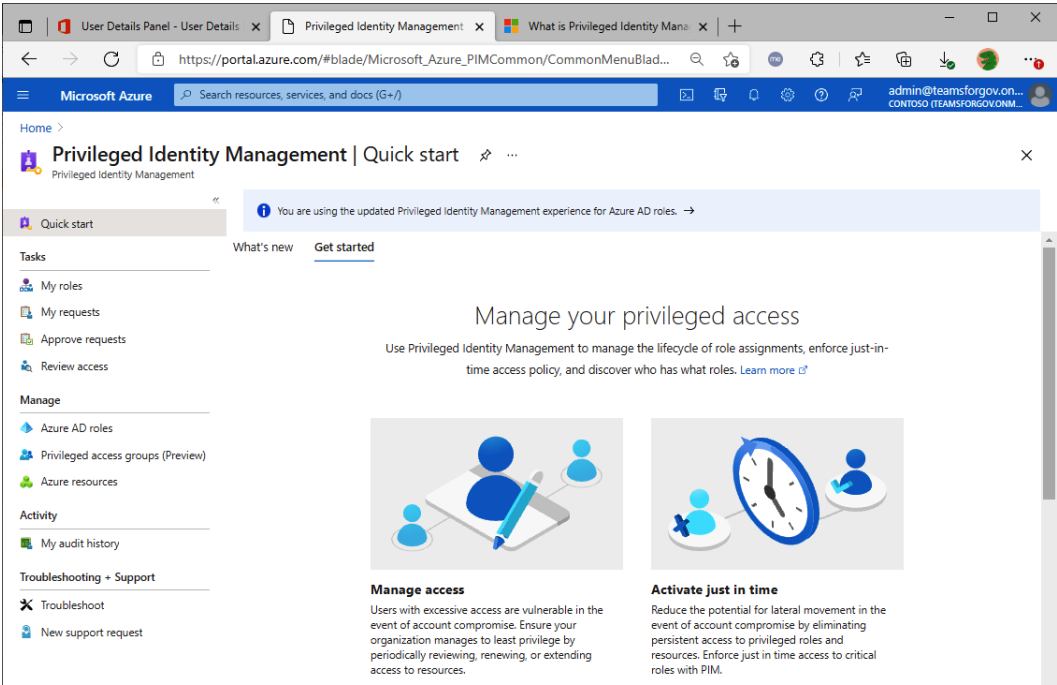 User Details Panel - User Details
Privileged Identity Management
What is Privileged Identity Mana
https://portal.azure.com/#blade/Microsoft_Azure_PIMCommon/CommonMenuBlad...
me
Microsoft Azure
Search resources, services, and docs (G+/)
admin@teamsforgov.on...
CONTOSO (TEAMSFORGOV.ONM...
Home >
Privileged Identity Management | Quick start
Privileged Identity Management
«
Quick start
Tasks
My roles
My requests
Approve requests
Review access
Manage
Azure AD roles
Privileged access groups (Preview)
Azure resources
Activity
My audit history
Troubleshooting + Support
Troubleshoot
New support request
You are using the updated Privileged Identity Management experience for Azure AD roles. →
What's new
Get started
Manage your privileged access
Use Privileged Identity Management to manage the lifecycle of role assignments, enforce just-in-
time access policy, and discover who has what roles. Learn more
Manage access
Users with excessive access are vulnerable in the
event of account compromise. Ensure your
organization manages to least privilege by
periodically reviewing, renewing, or extending
access to resources.
Activate just in time
Reduce the potential for lateral movement in the
event of account compromise by eliminating
persistent access to privileged roles and
resources. Enforce just in time access to critical
roles with PIM.